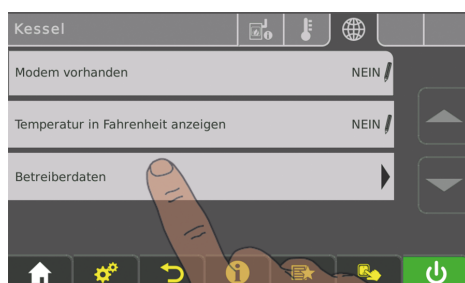 Kessel
Modem vorhanden NEIN
Temperatur in Fahrenheit anzeigen NEIN
Betreiberdaten